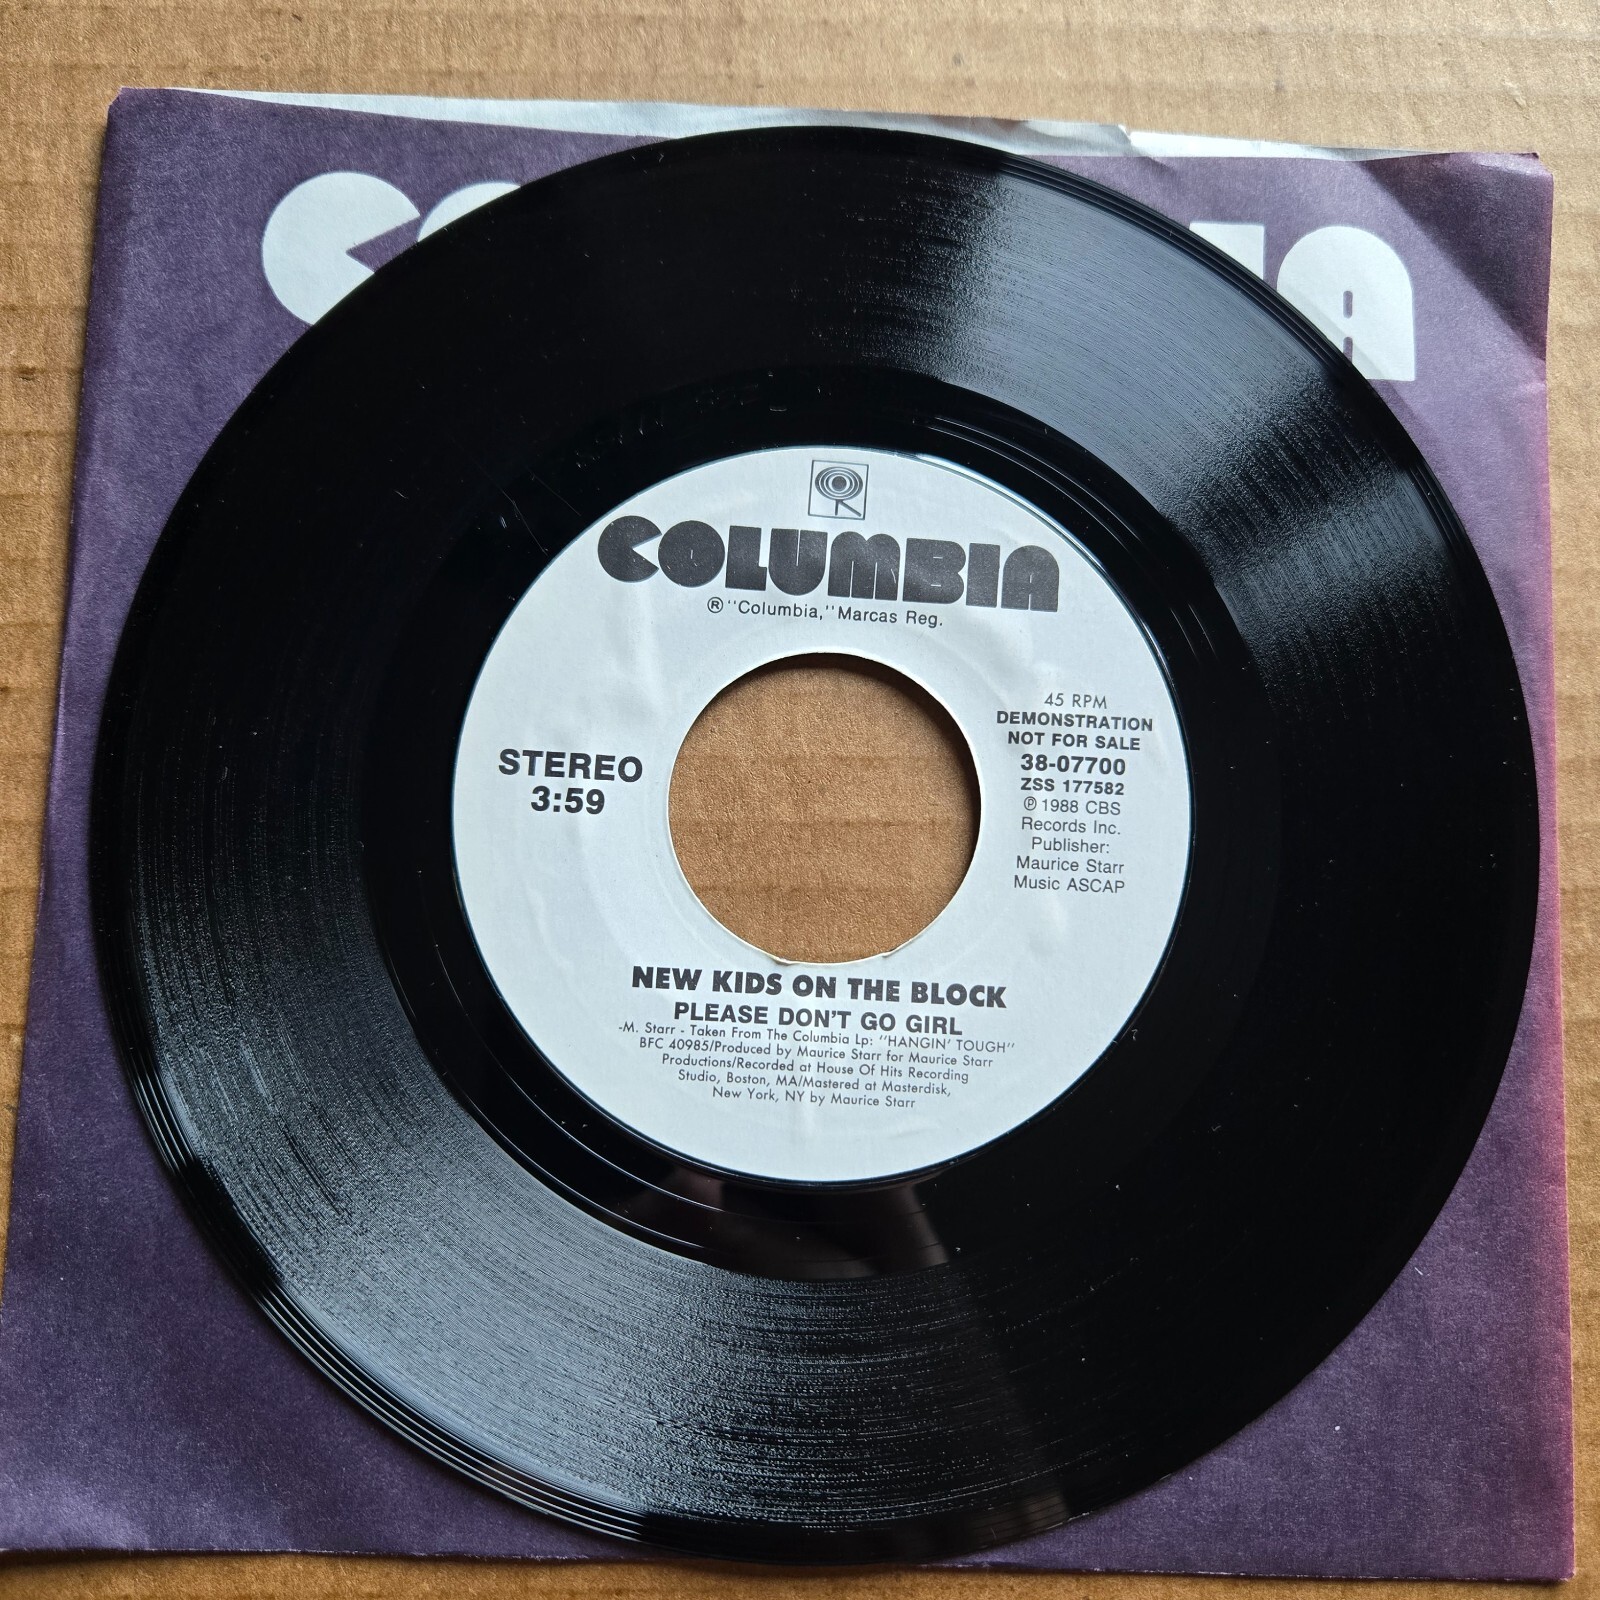 COLUMBIA
® "Columbia," Marcas Reg.
STEREO
3:59
45 RPM
DEMONSTRATION
NOT FOR SALE
38-07700
ZSS 177582
℗ 1988 CBS
Records Inc.
Publisher:
Maurice Starr
Music ASCAP
NEW KIDS ON THE BLOCK
PLEASE DON'T GO GIRL
-M. Starr - Taken From The Columbia Lp: "HANGIN' TOUGH"
BFC 40985/Produced by Maurice Starr for Maurice Starr
Productions/Recorded at House Of Hits Recording
Studio, Boston, MA/Mastered at Masterdisk,
New York, NY by Maurice Starr